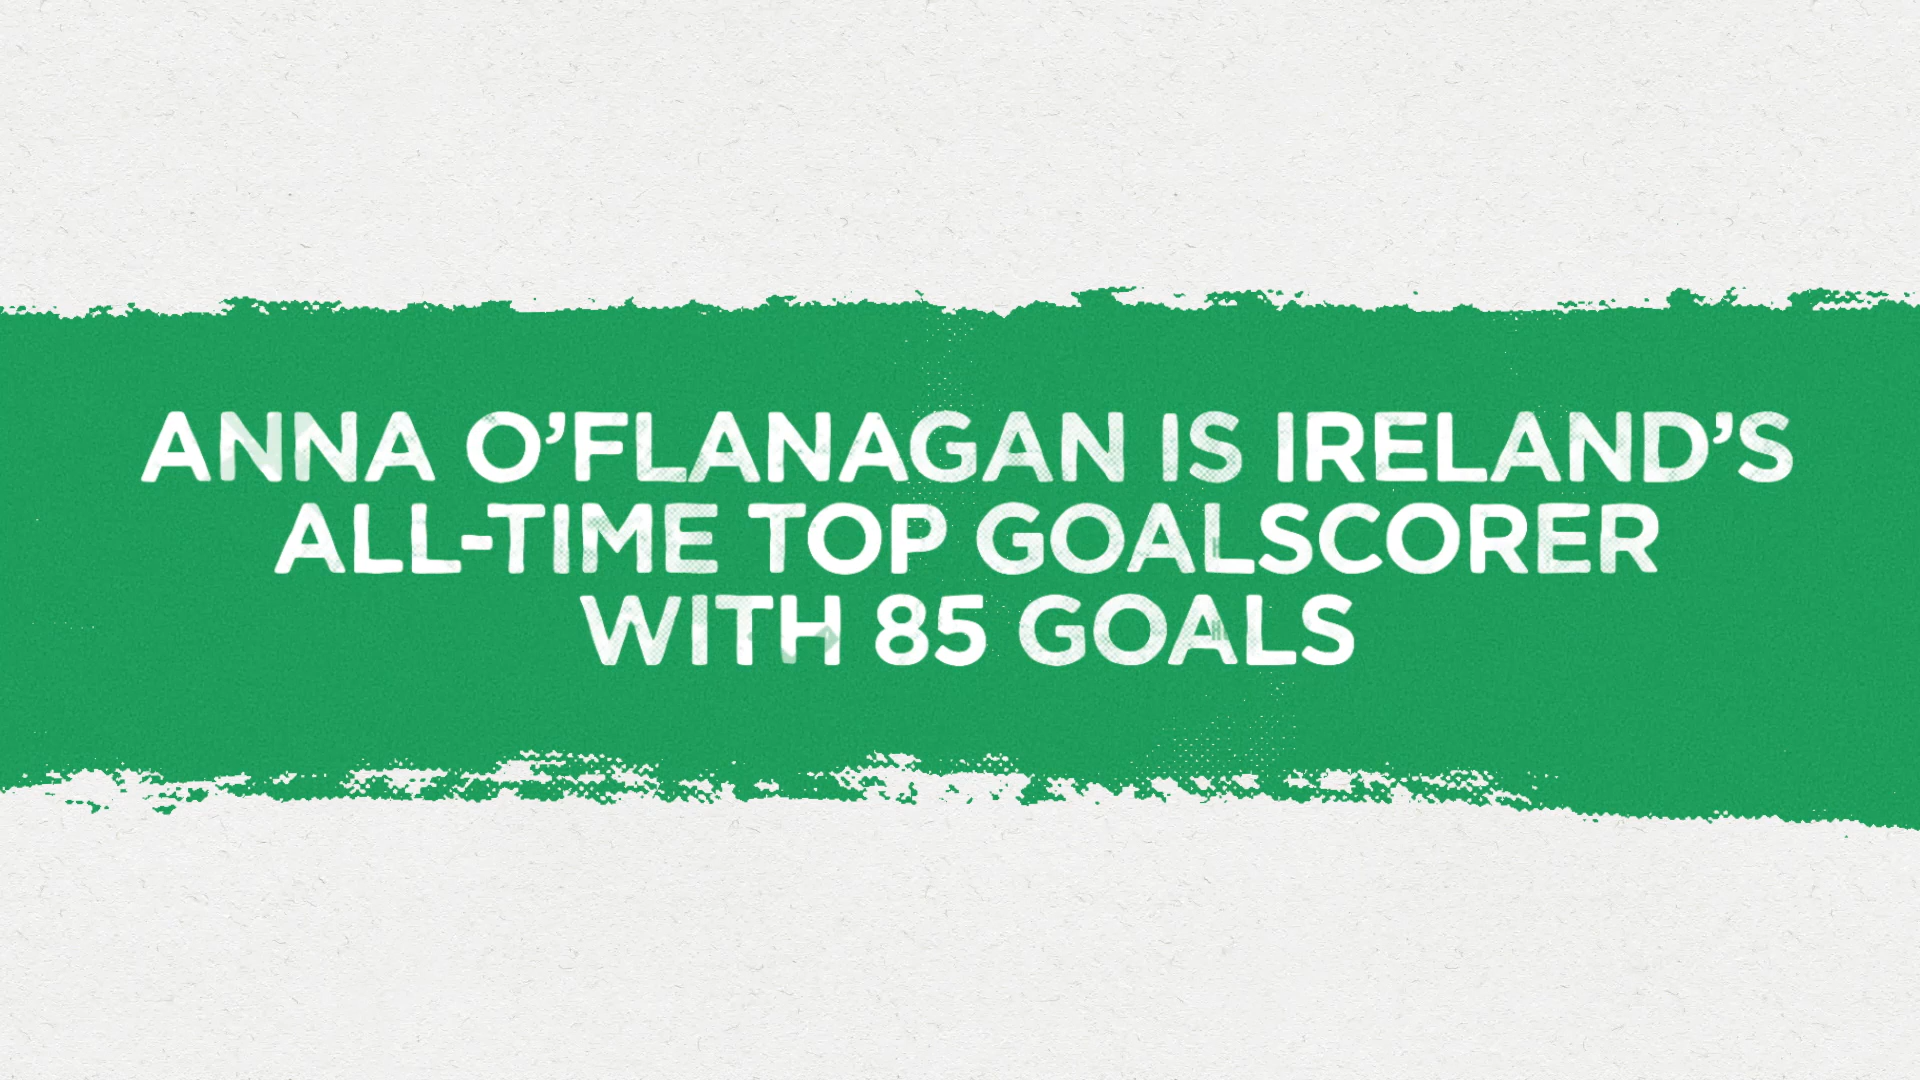 ANNA O’FLANAGAN IS IRELAND’S
ALL-TIME TOP GOALSCORER
WITH 85 GOALS